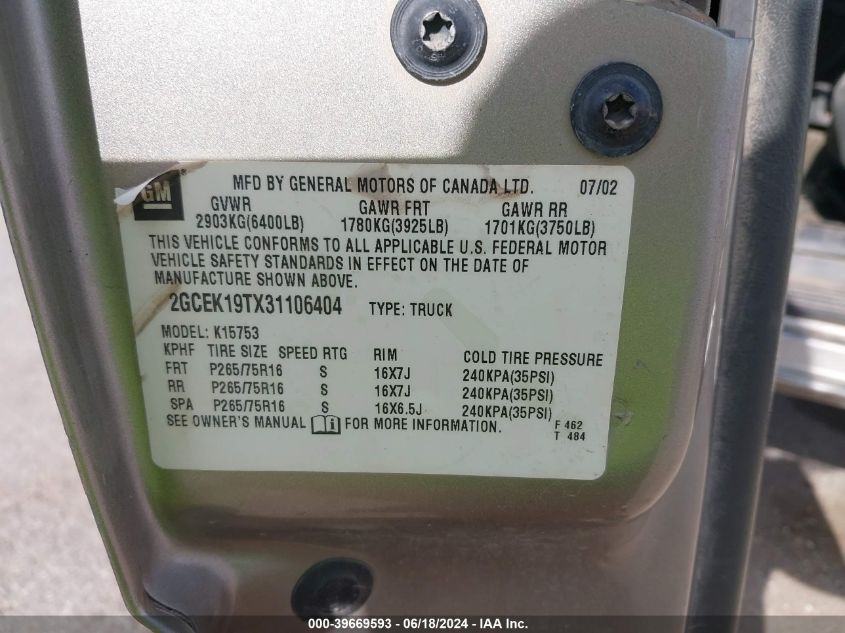 GM
MFD BY GENERAL MOTORS OF CANADA LTD. 07/02
GVWR GAWR FRT GAWR RR
2903KG(6400LB) 1780KG(3925LB) 1701KG(3750LB)
THIS VEHICLE CONFORMS TO ALL APPLICABLE U.S. FEDERAL MOTOR
VEHICLE SAFETY STANDARDS IN EFFECT ON THE DATE OF
MANUFACTURE SHOWN ABOVE.
2GCEK19TX31106404 TYPE: TRUCK
MODEL: K15753
KPHF TIRE SIZE SPEED RTG RIM COLD TIRE PRESSURE
FRT P265/75R16 S 16X7J 240KPA(35PSI)
RR P265/75R16 S 16X7J 240KPA(35PSI)
SPA P265/75R16 S 16X6.5J 240KPA(35PSI)
SEE OWNER'S MANUAL FOR MORE INFORMATION.
F 462
T 484
000-39669593 - 06/18/2024 - IAA Inc.